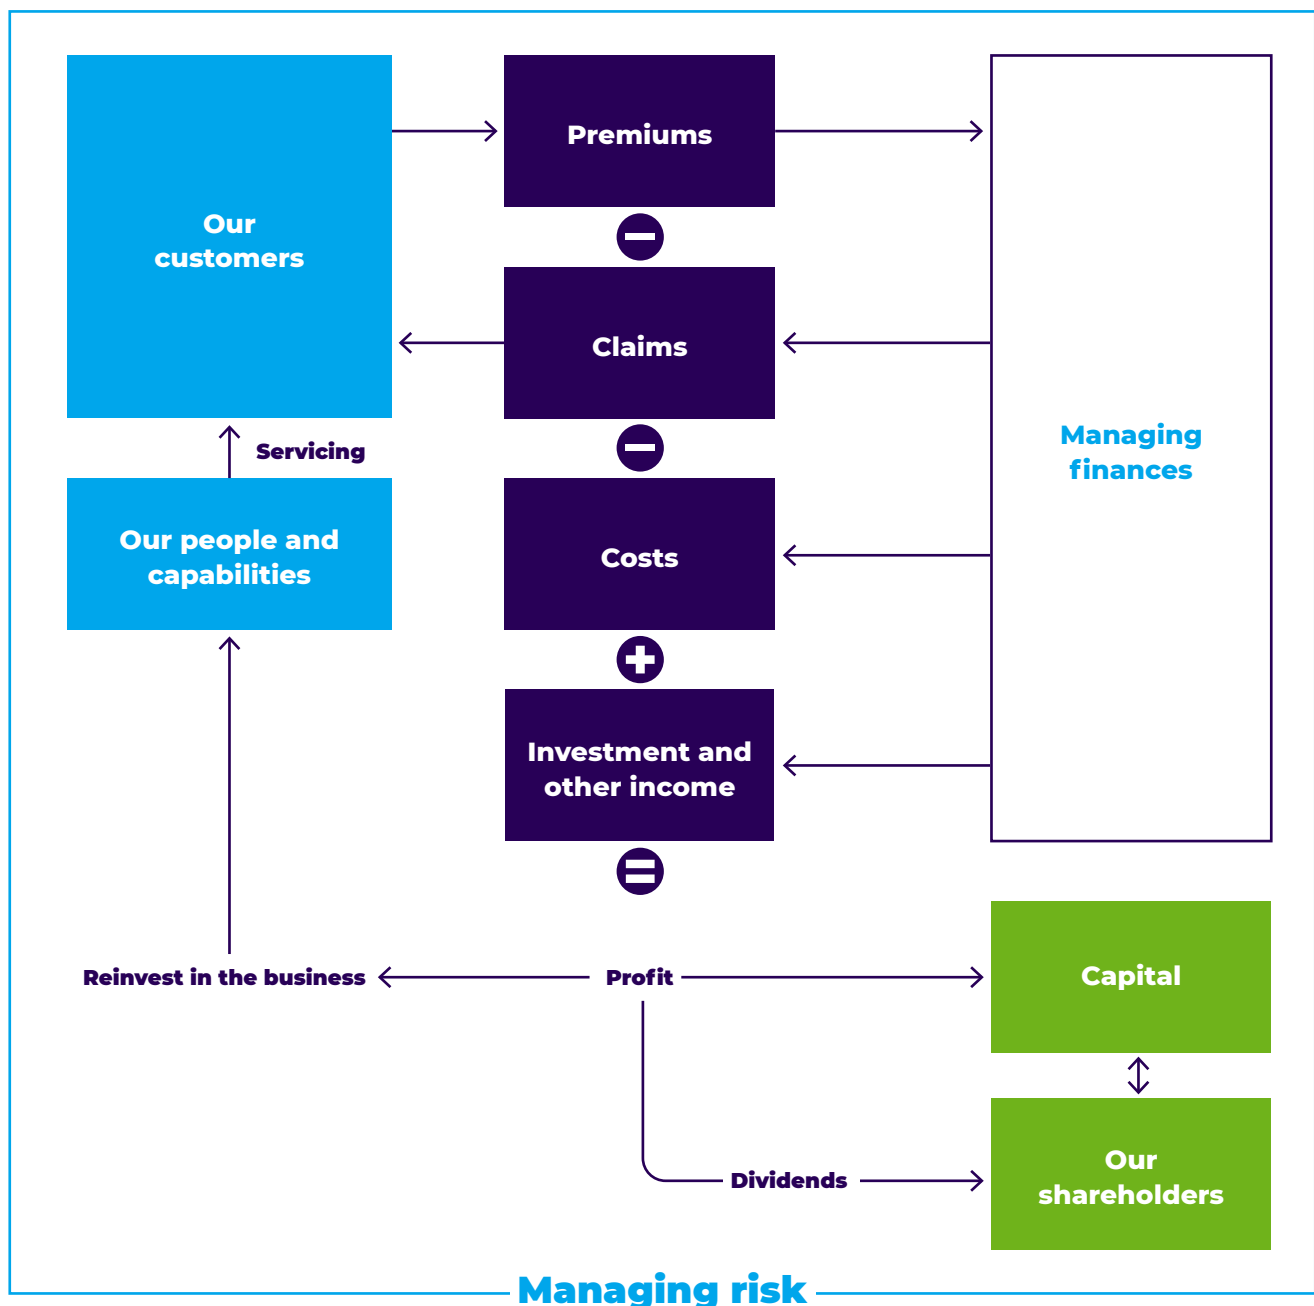 Our
customers
Premiums
Claims
Servicing
Our people and
capabilities
Costs
Managing
finances
Investment and
other income
Reinvest in the business
Profit
Capital
Dividends
Our
shareholders
Managing risk